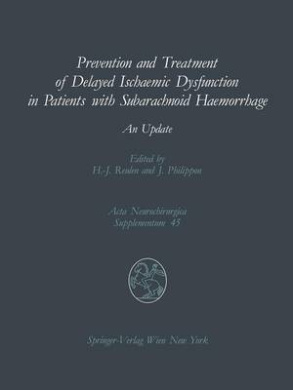 Prevention and Treatment
of Delayed Ischaemic Dysfunction
in Patients with Subarachnoid Haemorrhage
An Update
Edited by
H.-J. Reulen and J. Philippon
Acta Neurochirurgica
Supplementum 45
Springer-Verlag Wien New York